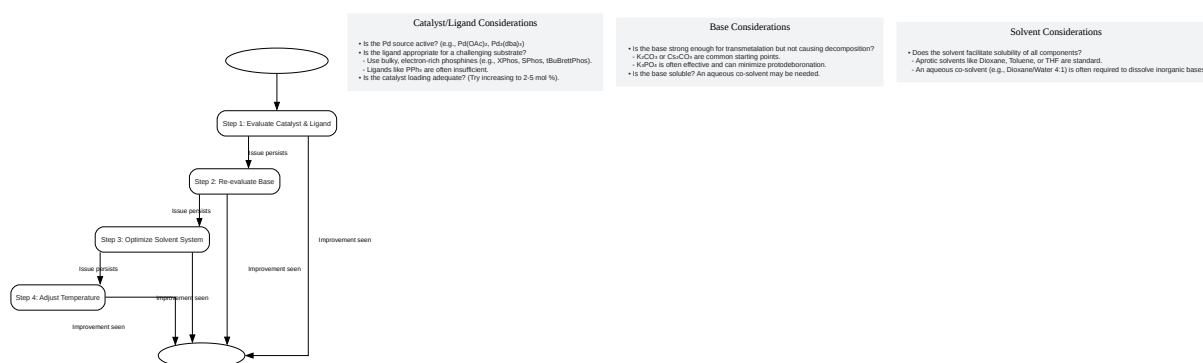 Catalyst/Ligand Considerations
• Is the Pd source active? (e.g., Pd(OAc)₂, Pd₂(dba)₃)
• Is the ligand appropriate for a challenging substrate?
- Use bulky, electron-rich phosphines (e.g., XPhos, SPhos, tBuBrettPhos).
- Ligands like PPh₃ are often insufficient.
• Is the catalyst loading adequate? (Try increasing to 2-5 mol %).
Base Considerations
• Is the base strong enough for transmetalation but not causing decomposition?
- K₂CO₃ or Cs₂CO₃ are common starting points.
- K₃PO₄ is often effective and can minimize protodeboronation.
• Is the base soluble? An aqueous co-solvent may be needed.
Solvent Considerations
• Does the solvent facilitate solubility of all components?
- Aprotic solvents like Dioxane, Toluene, or THF are standard.
- An aqueous co-solvent (e.g., Dioxane/Water 4:1) is often required to dissolve inorganic bases
Step 1: Evaluate Catalyst & Ligand
Issue persists
Step 2: Re-evaluate Base
Issue persists
Step 3: Optimize Solvent System
Improvement seen
Issue persists
Improvement seen
Step 4: Adjust Temperature
Improvement seen
Improvement seen